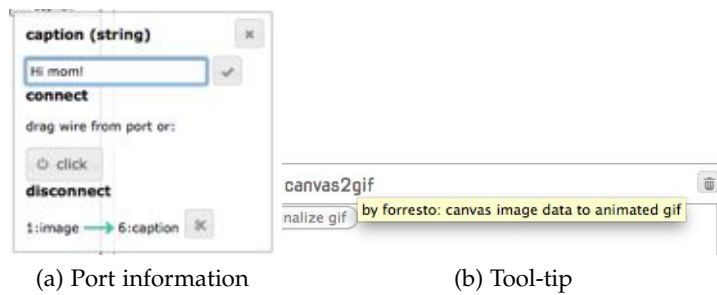 caption (string)
Hi mom!
connect
drag wire from port or:
click
disconnect
1:image 6:caption
canvas2gif
by forresto: canvas image data to animated gif
nalize gif
(a) Port information
(b) Tool-tip